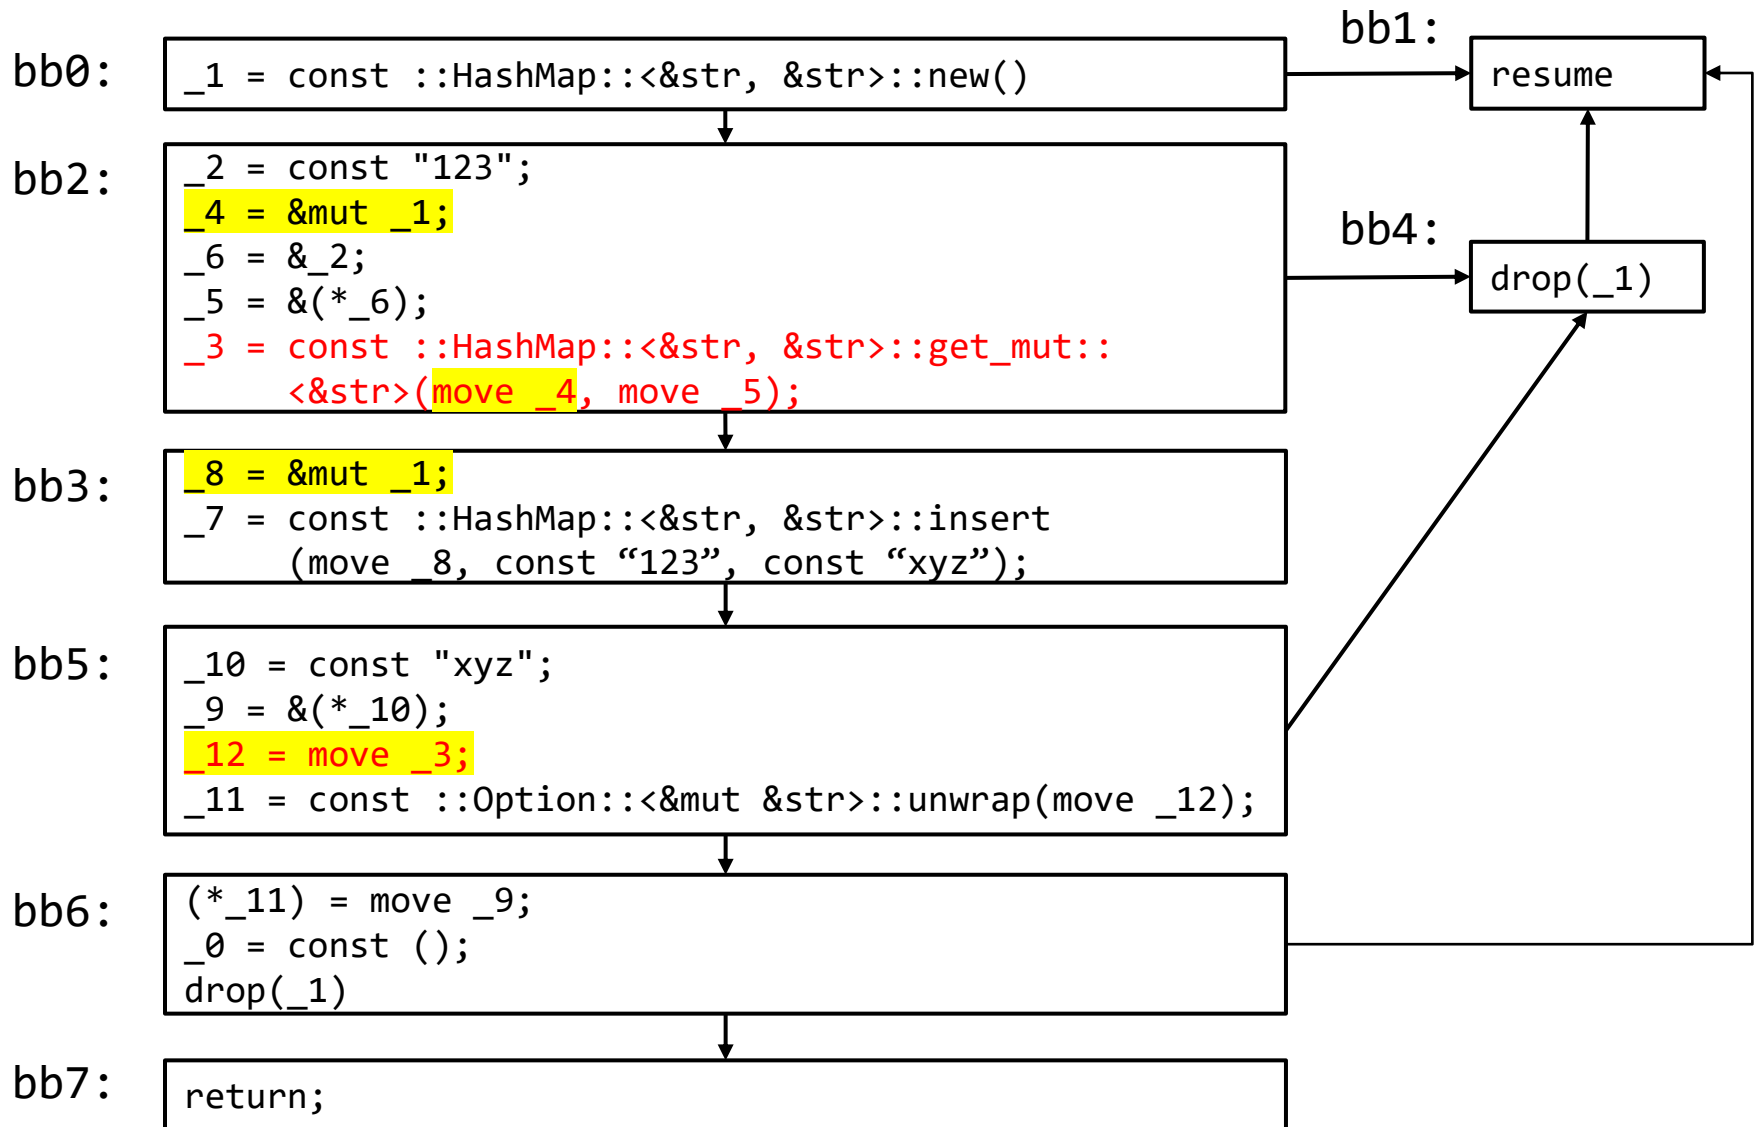 bb0:
_1 = const ::HashMap::<&str, &str>::new()
bb1:
resume
bb2:
_2 = const "123";
_4 = &mut _1;
_6 = &_2;
_5 = &(*_6);
_3 = const ::HashMap::<&str, &str>::get_mut::
<&str>(move _4, move _5);
bb4:
drop(_1)
bb3:
_8 = &mut _1;
_7 = const ::HashMap::<&str, &str>::insert
(move _8, const “123”, const “xyz”);
bb5:
_10 = const "xyz";
_9 = &(*_10);
_12 = move _3;
_11 = const ::Option::<&mut &str>::unwrap(move _12);
bb6:
(*_11) = move _9;
_0 = const ();
drop(_1)
bb7:
return;